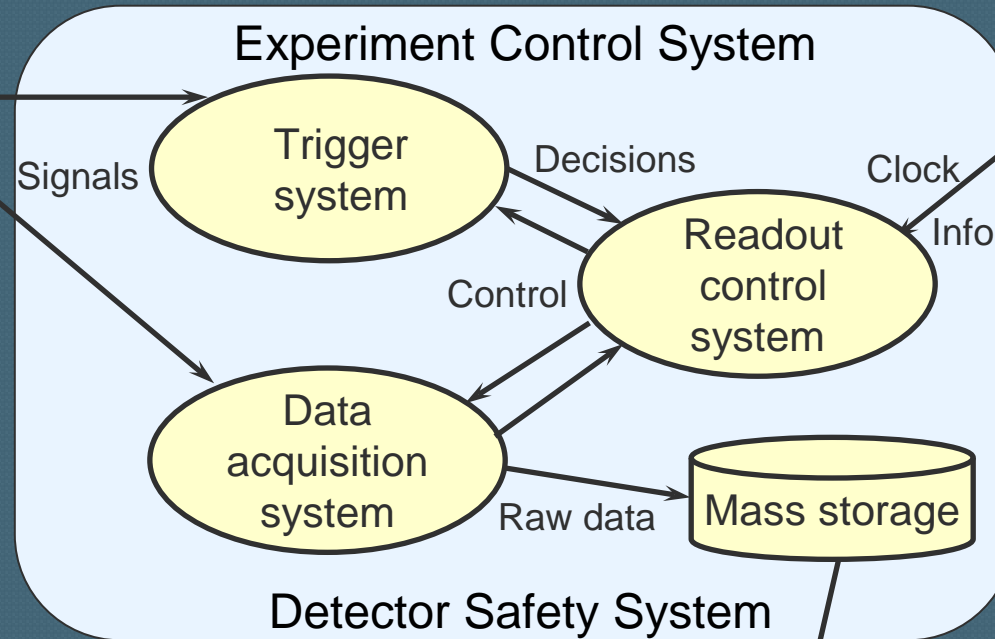 Experiment Control System
Trigger
system
Signals
Decisions
Clock
Readout
control
system
Info
Control
Data
acquisition
system
Raw data
Mass storage
Detector Safety System